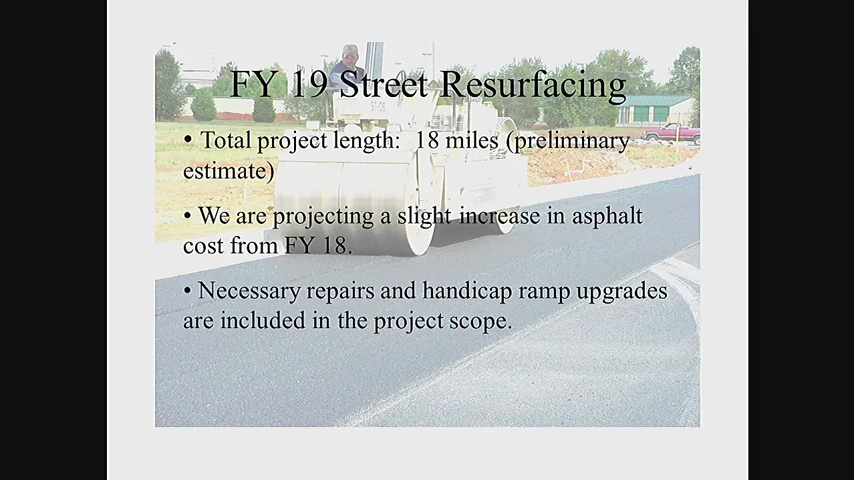 FY 19 Street Resurfacing
• Total project length: 18 miles (preliminary
estimate)
• We are projecting a slight increase in asphalt
cost from FY 18.
• Necessary repairs and handicap ramp upgrades
are included in the project scope.